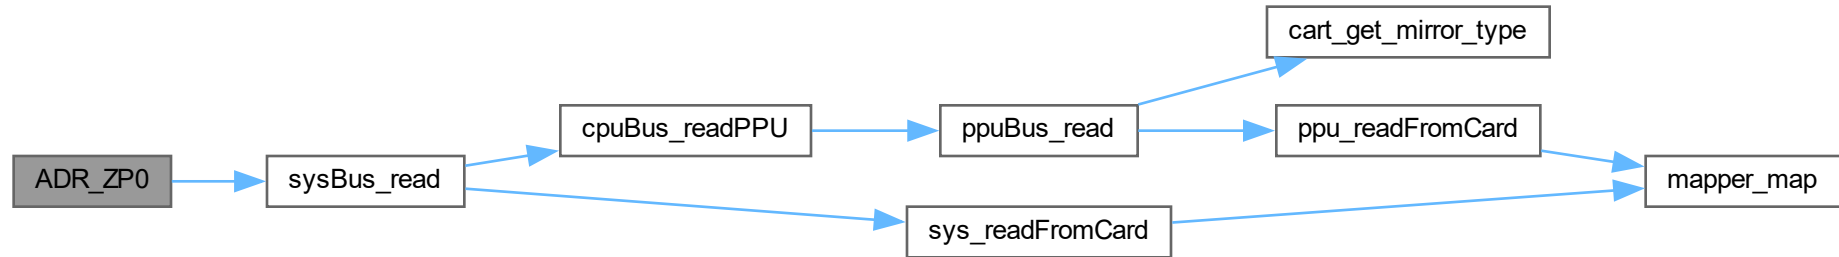 cart_get_mirror_type
cpuBus_readPPU
ppuBus_read
ppu_readFromCard
ADR_ZP0
sysBus_read
mapper_map
sys_readFromCard